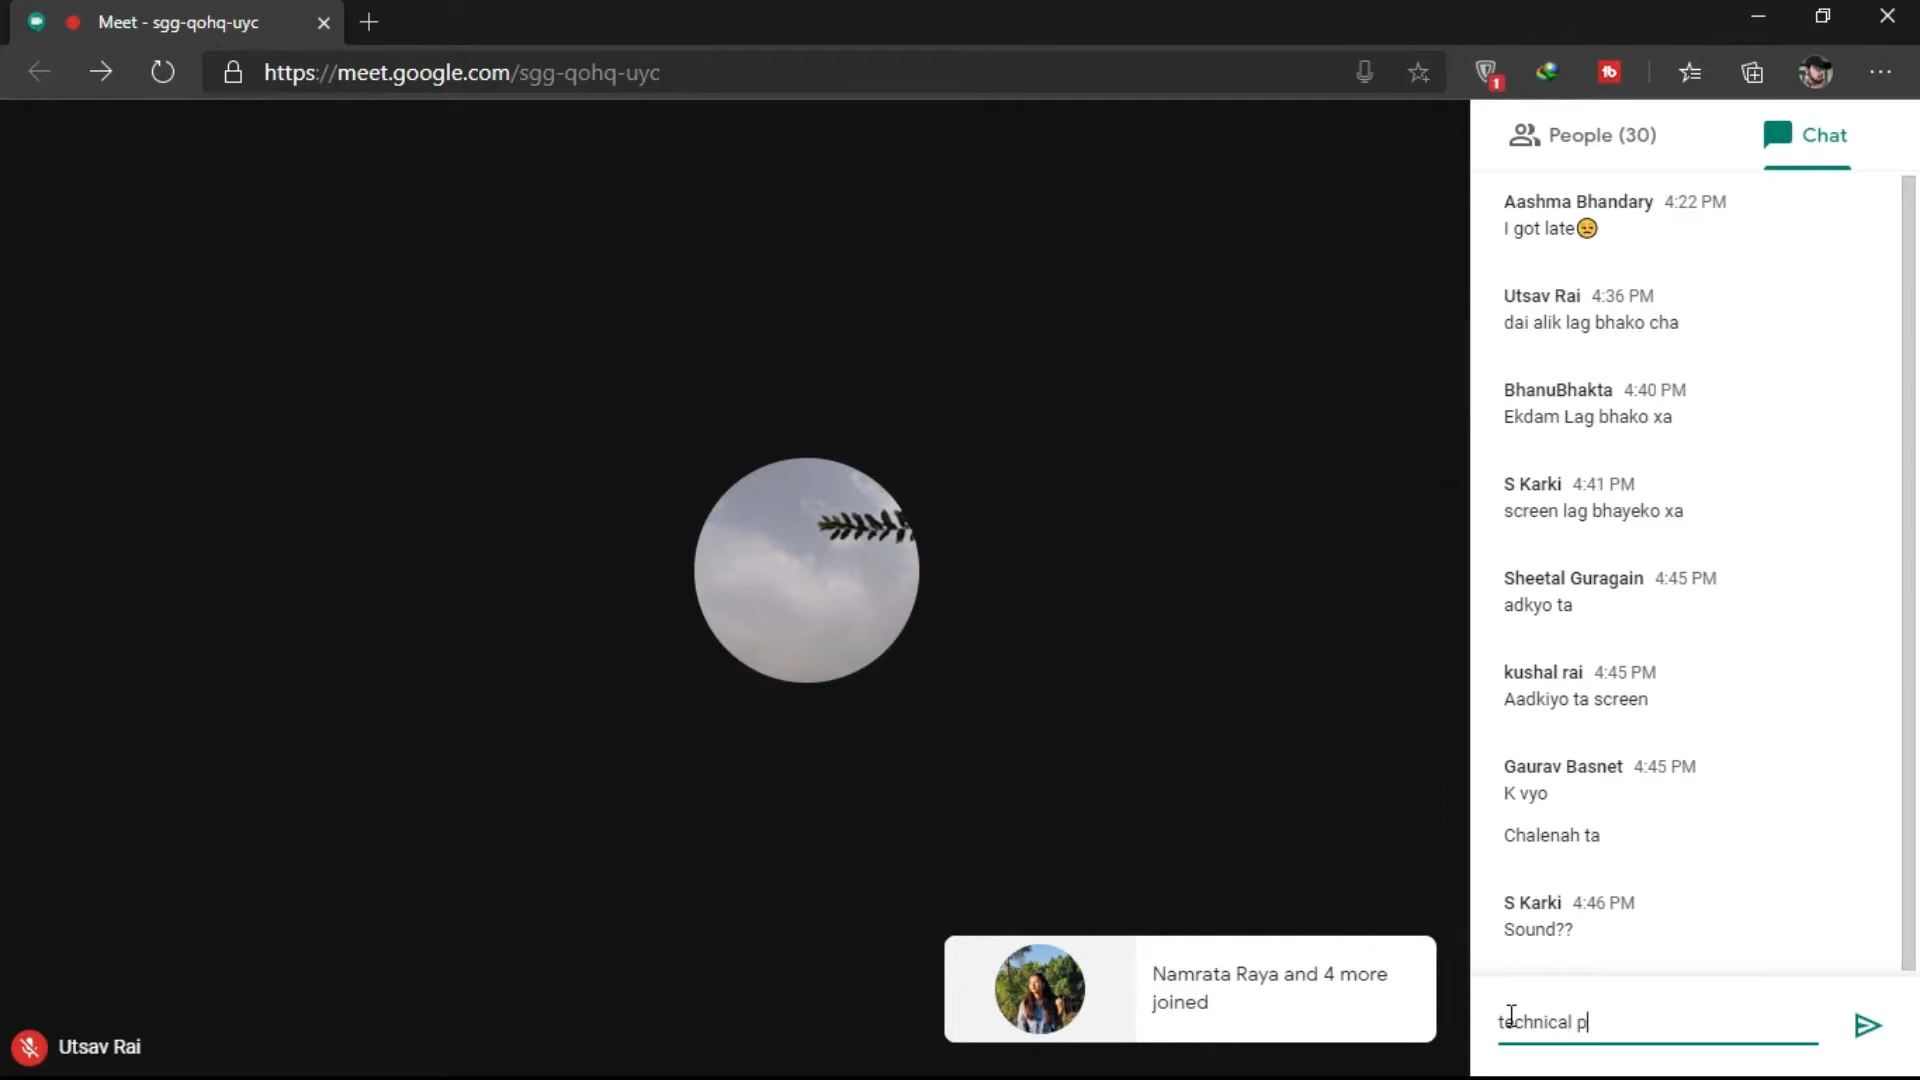 Meet - sgg-qohq-uyc
https://meet.google.com/sgg-qohq-uyc
1
tb
People (30)
Chat
Aashma Bhandary 4:22 PM
I got late😔
Utsav Rai 4:36 PM
dai alik lag bhako cha
BhanuBhakta 4:40 PM
Ekdam Lag bhako xa
S Karki 4:41 PM
screen lag bhayeko xa
Sheetal Guragain 4:45 PM
adkyo ta
kushal rai 4:45 PM
Aadkiyo ta screen
Gaurav Basnet 4:45 PM
K vyo
Chalenah ta
S Karki 4:46 PM
Sound??
Namrata Raya and 4 more
joined
technical p
Utsav Rai